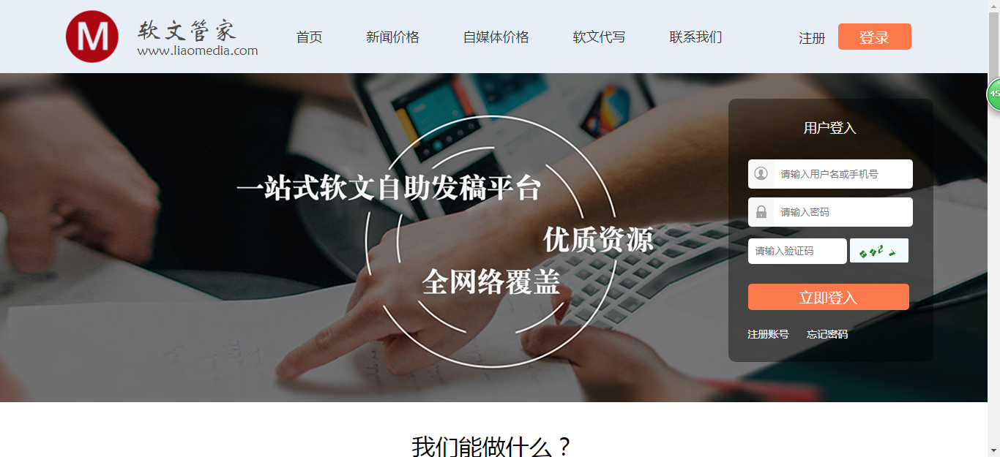 M
软文管家
www.liaomedia.com
首页 新闻价格 自媒体价格 软文代写 联系我们 注册 登录
45
一站式软文自助发稿平台
优质资源
全网络覆盖
用户登入
请输入用户名或手机号
请输入密码
请输入验证码
立即登入
注册账号 忘记密码
我们能做什么？